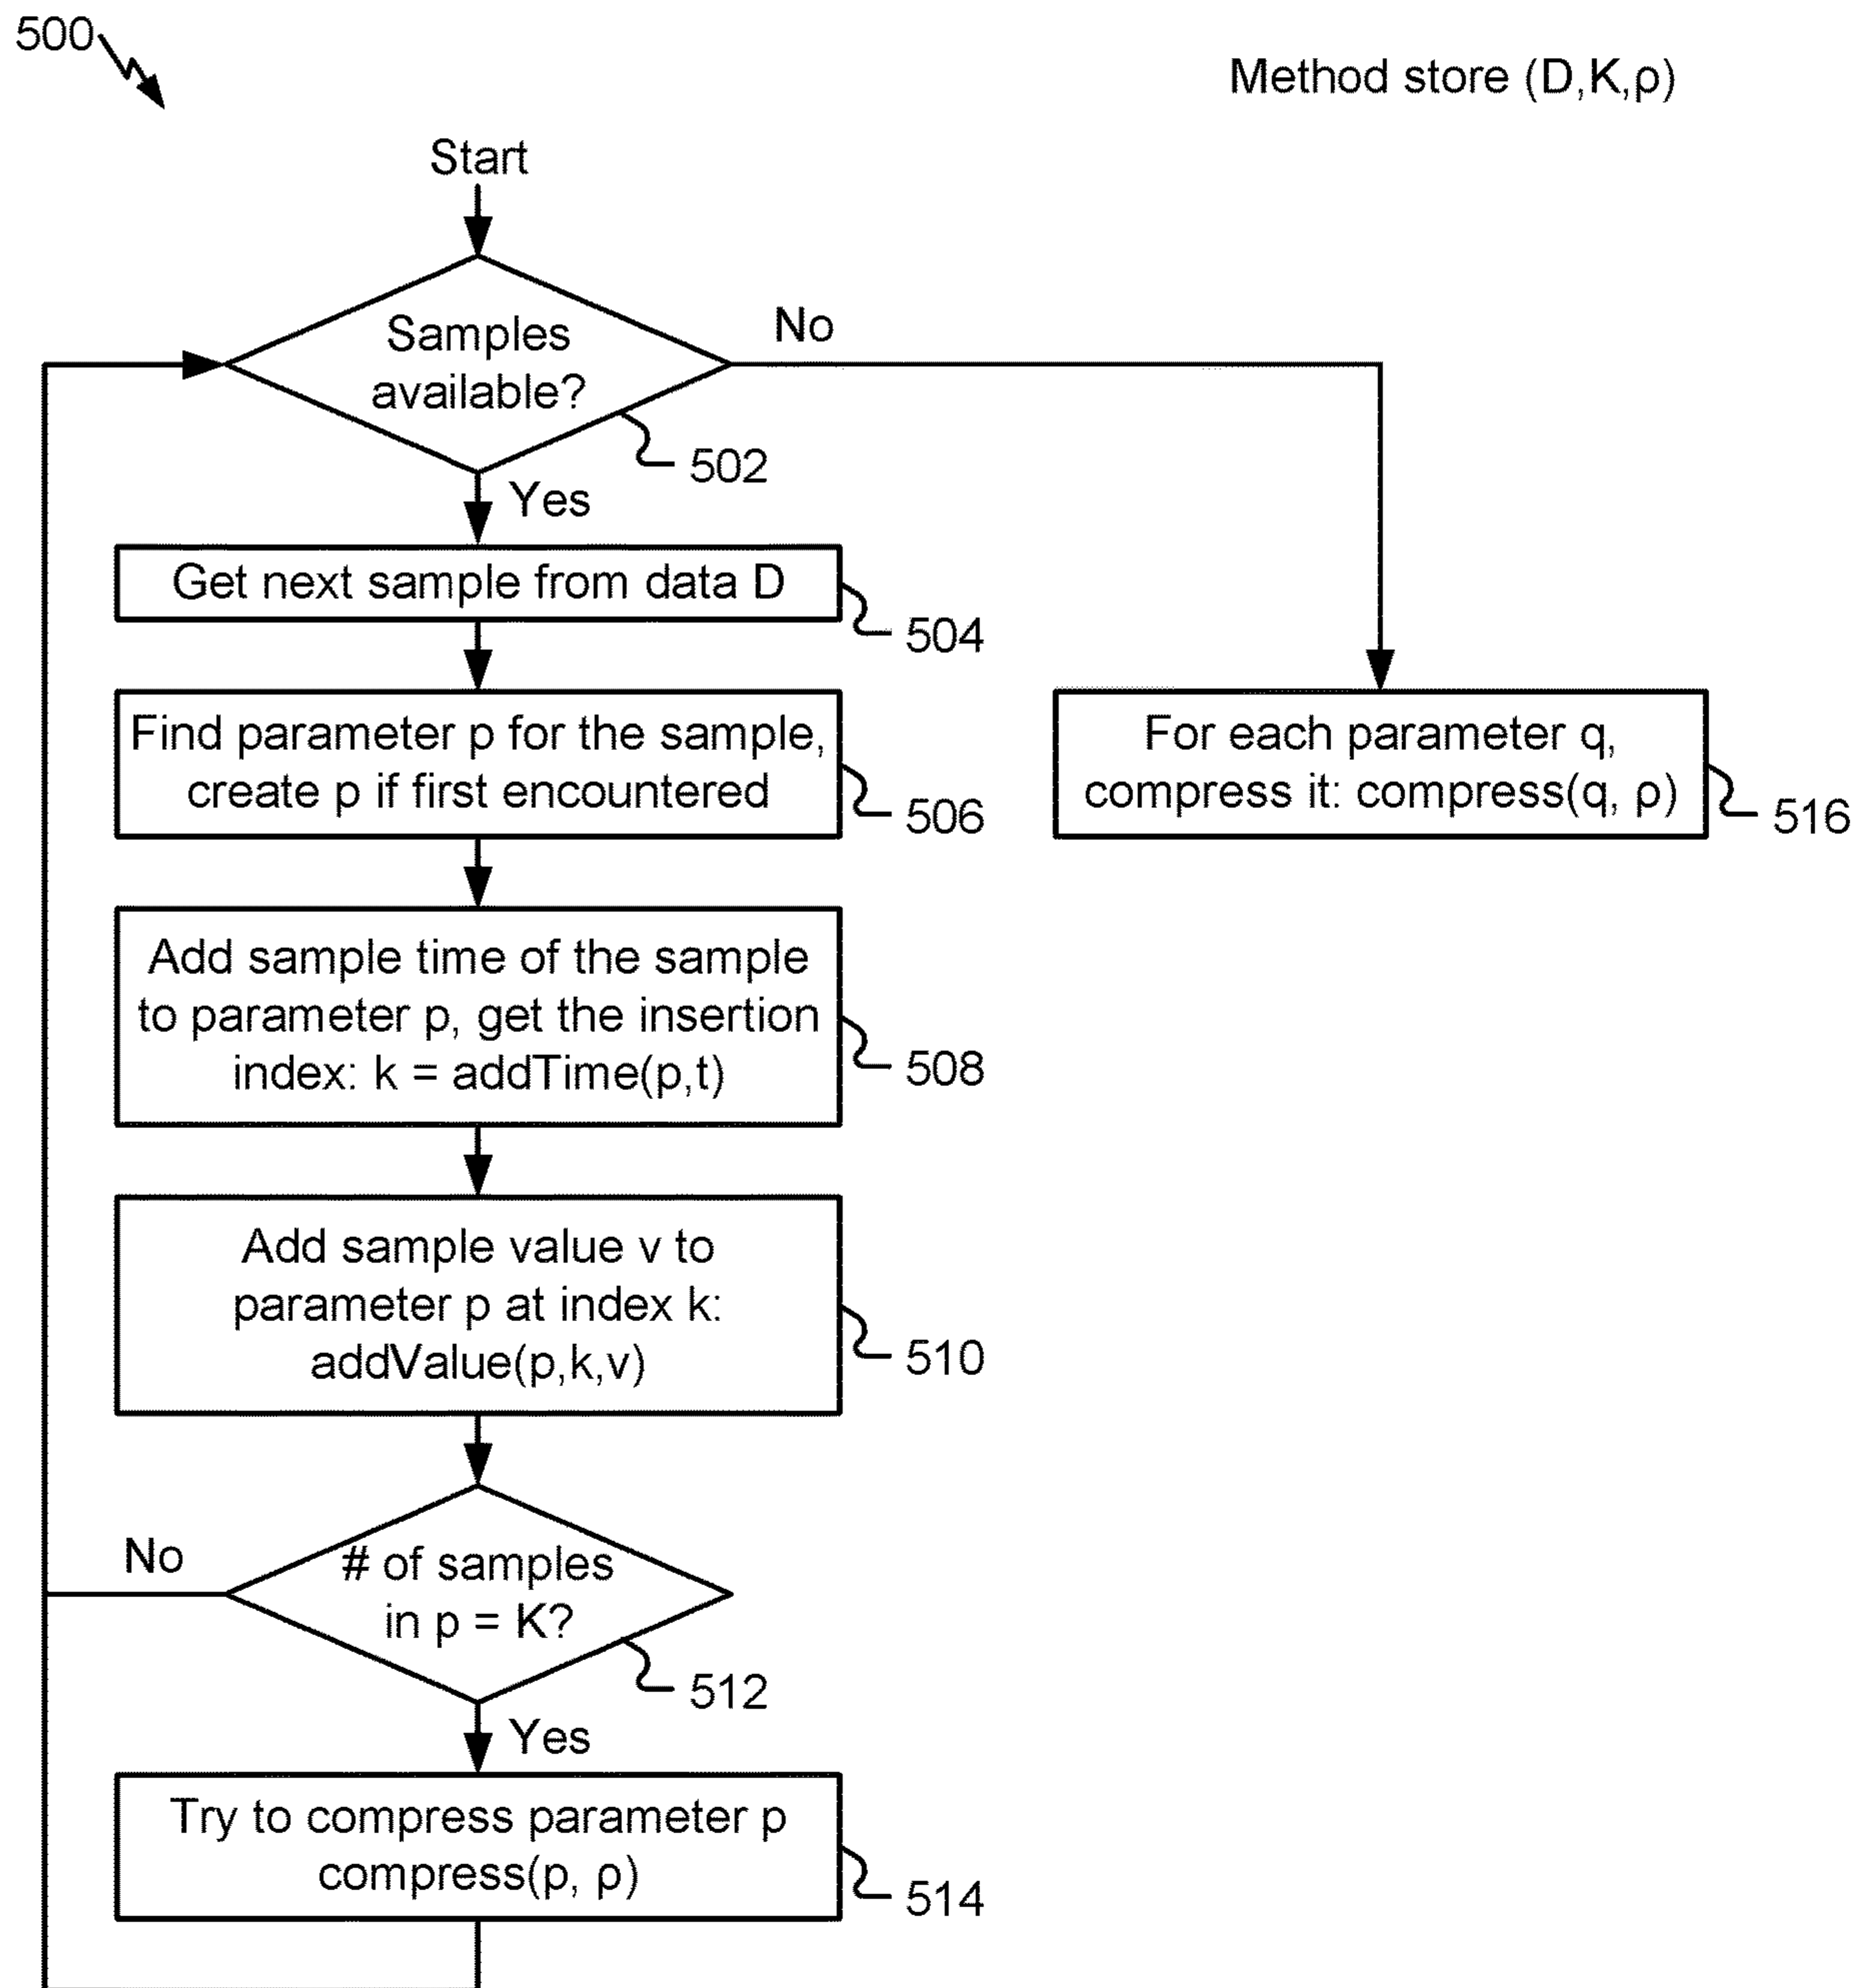 500
Method store (D,K,ρ)
Start
Samples
available?
No
502
Yes
Get next sample from data D
504
Find parameter p for the sample,
create p if first encountered
506
For each parameter q,
compress it: compress(q, ρ)
516
Add sample time of the sample
to parameter p, get the insertion
index: k = addTime(p,t)
508
Add sample value v to
parameter p at index k:
addValue(p,k,v)
510
No
# of samples
in p = K?
512
Yes
Try to compress parameter p
compress(p, ρ)
514